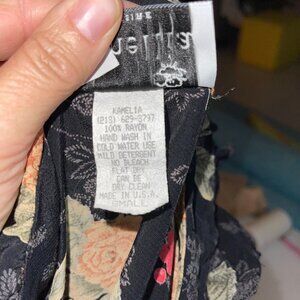 KAMELIA
(213) 629-3797
100% RAYON
HAND WASH IN
COLD WATER USE
MILD DETERGENT
NO BLEACH
FLAT DRY
CAN BE
DRY CLEAN
MADE IN U.S.A.
SMALL